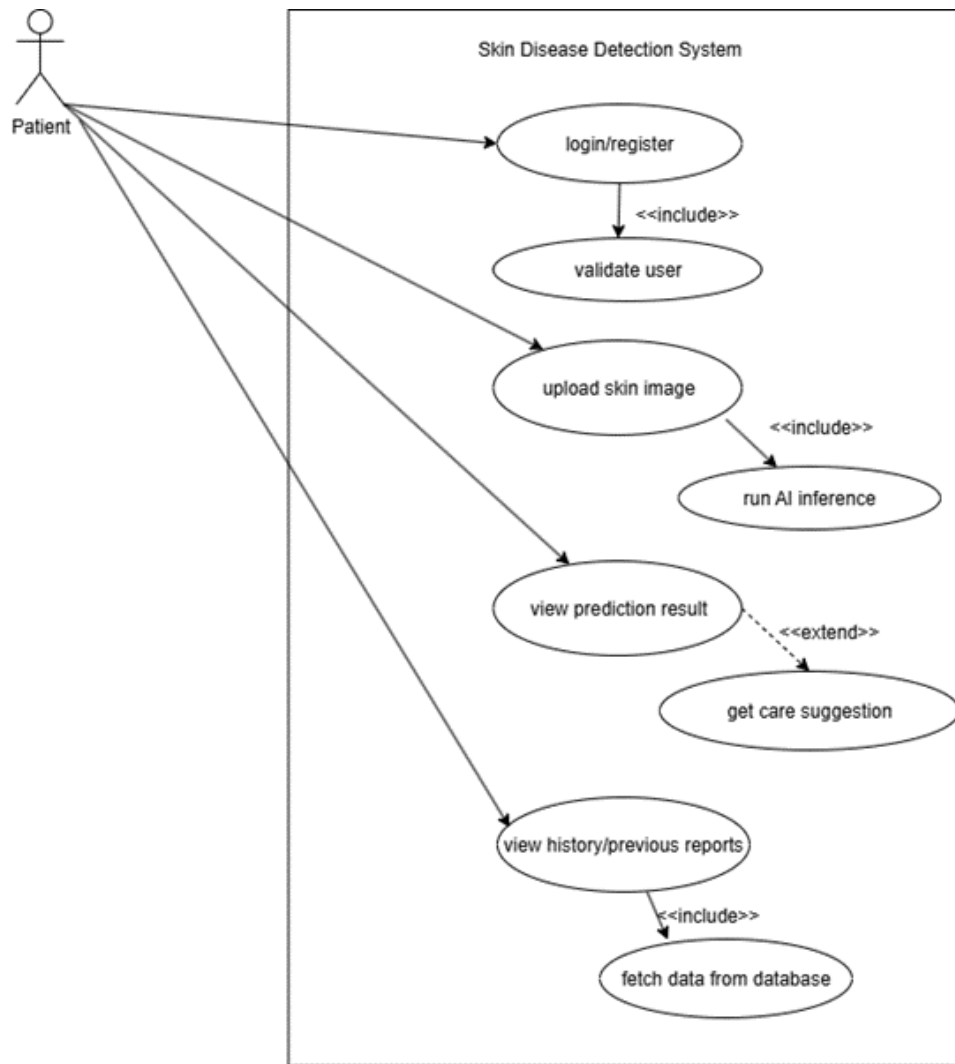 Skin Disease Detection System
Patient
login/register
<<include>>
validate user
upload skin image
<<include>>
run AI inference
view prediction result
<<extend>>
get care suggestion
view history/previous reports
<<include>>
fetch data from database